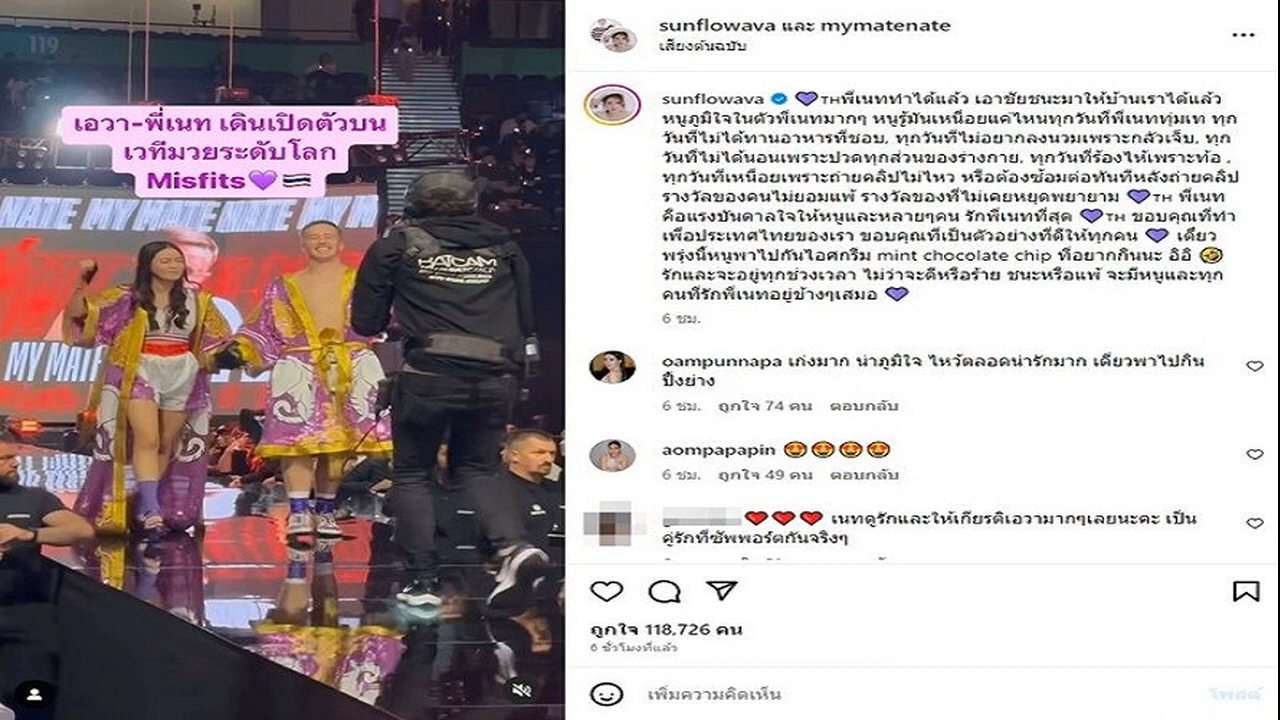 119
เอวา-พี่เนท เดินเปิดตัวบน
เวทีมวยระดับโลก
Misfits💜🇹🇭
NATE MY MATE NATE MY M
MY MATE
BATCAM
sunflowava และ mymatenate
เสียงต้นฉบับ
sunflowava 💜THพี่เนททำได้แล้ว เอาชัยชนะมาให้บ้านเราได้แล้ว
หนูภูมิใจในตัวพี่เนทมากๆ หนูรู้มันเหนื่อยแค่ไหนทุกวันที่พี่เนททุ่มเท ทุก
วันที่ไม่ได้ทานอาหารที่ชอบ, ทุกวันที่ไม่อยากลงนวมเพราะกลัวเจ็บ, ทุก
วันที่ไม่ได้นอนเพราะปวดทุกส่วนของร่างกาย, ทุกวันที่ร้องไห้เพราะท้อ ,
ทุกวันที่เหนื่อยเพราะถ่ายคลิปไม่ไหว หรือต้องซ้อมต่อทันทีหลังถ่ายคลิป
รางวัลของคนไม่ยอมแพ้ รางวัลของที่ไม่เคยหยุดพยายาม 💜TH พี่เนท
คือแรงบันดาลใจให้หนูและหลายๆคน รักพี่เนทที่สุด 💜TH ขอบคุณที่ทำ
เพื่อประเทศไทยของเรา ขอบคุณที่เป็นตัวอย่างที่ดีให้ทุกคน 💜 เดี๋ยว
พรุ่งนี้หนูพาไปกินไอศกรีม mint chocolate chip ที่อยากกินนะ อิอิ 🤣
รักและจะอยู่ทุกช่วงเวลา ไม่ว่าจะดีหรือร้าย ชนะหรือแพ้ จะมีหนูและทุก
คนที่รักพี่เนทอยู่ข้างๆเสมอ 💜
6 ชม.
oampunnapa เก่งมาก น่าภูมิใจ ไหว้ตลอดน่ารักมาก เดี๋ยวพาไปกิน
ปิ้งย่าง
6 ชม. ถูกใจ 74 คน ตอบกลับ
aompapapin 🤩🤩🤩🤩
6 ชม. ถูกใจ 49 คน ตอบกลับ
❤️❤️❤️ เนทดูรักและให้เกียรติเอวามากๆเลยนะคะ เป็น
คู่รักที่ซัพพอร์ตกันจริงๆ
ถูกใจ 118,726 คน
6 ชั่วโมงที่แล้ว
เพิ่มความคิดเห็น
โพสต์